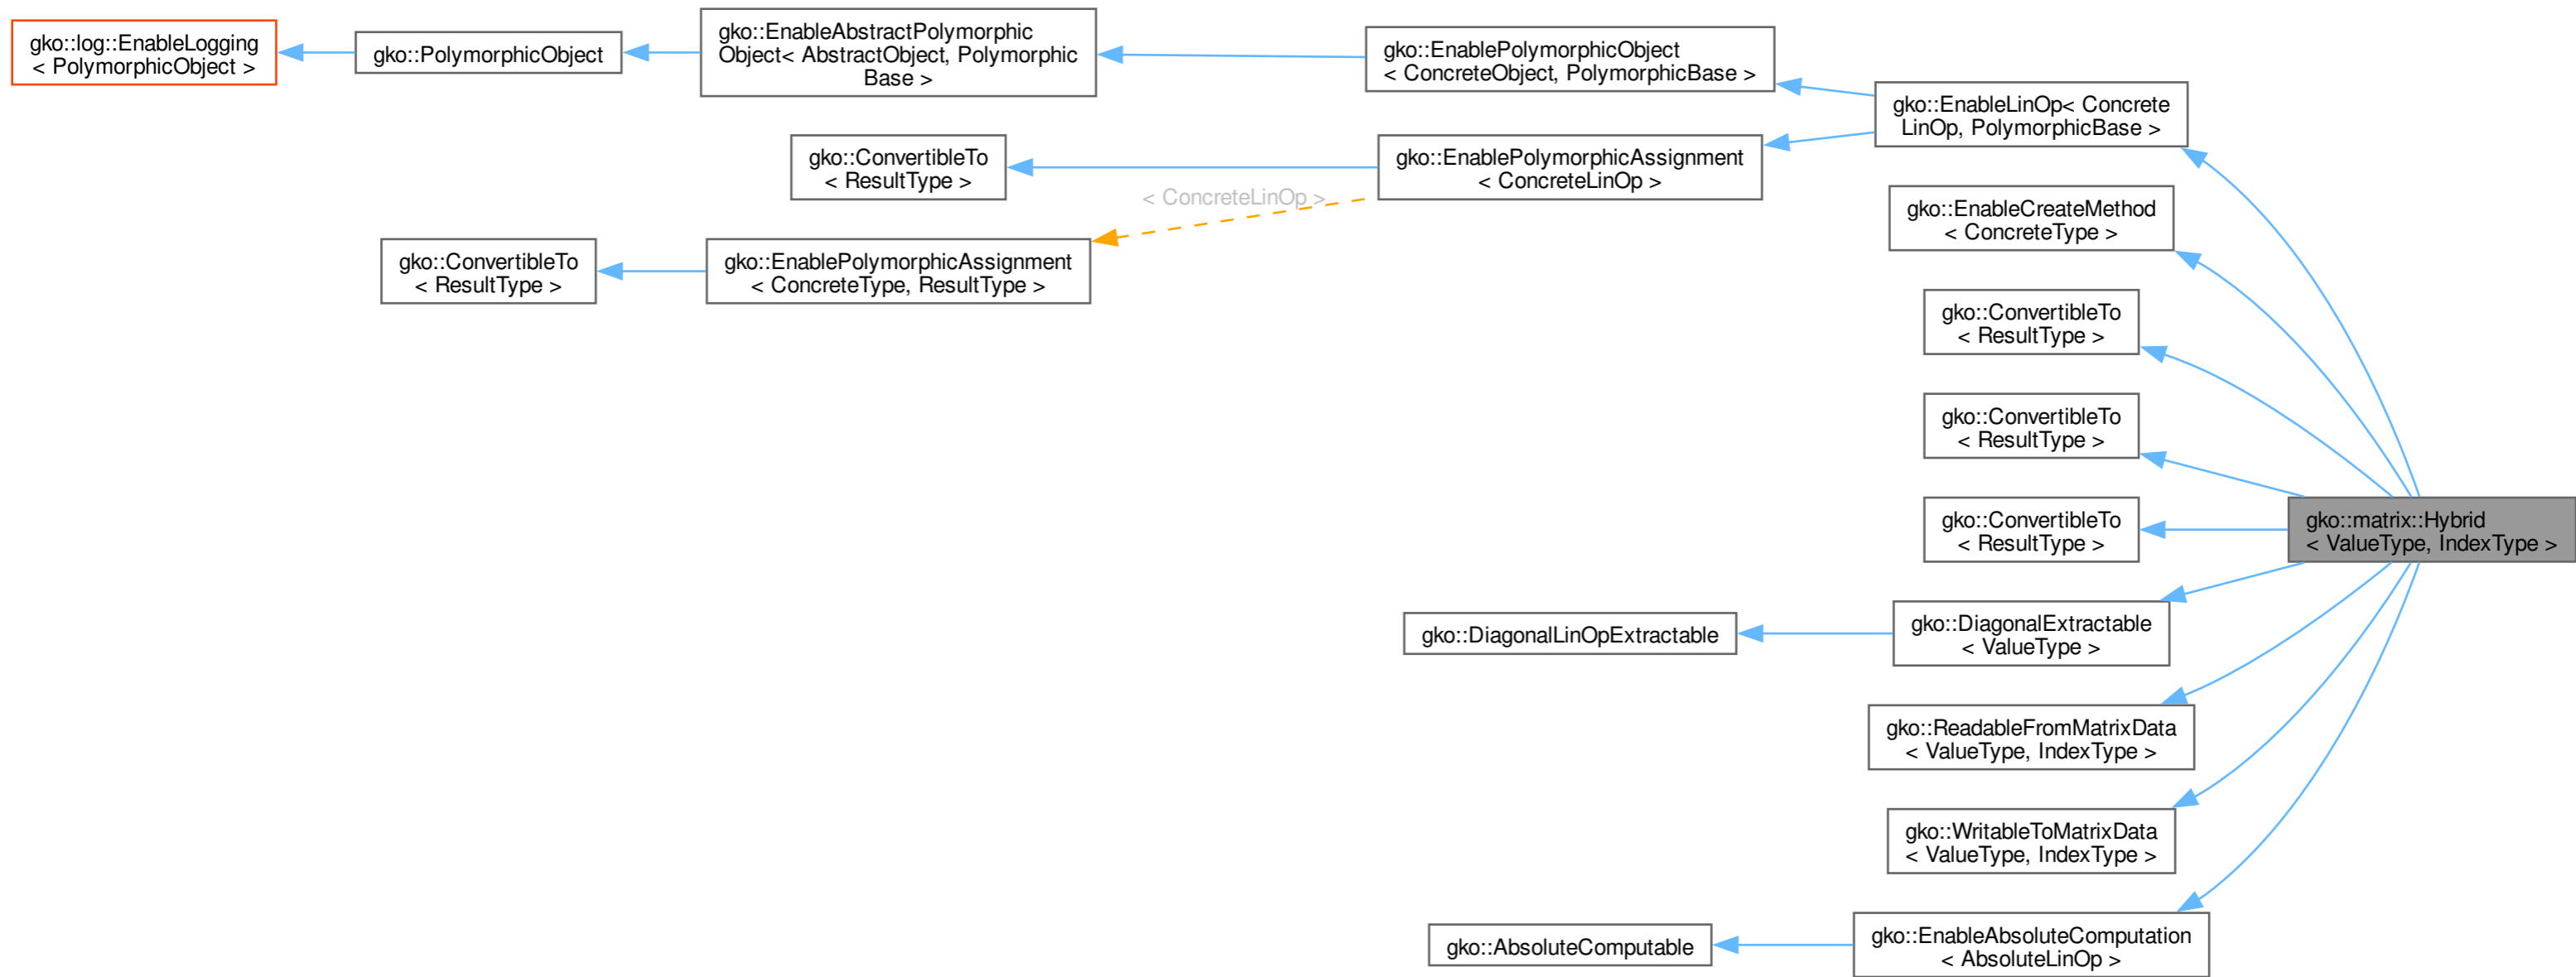 gko::log::EnableLogging
< PolymorphicObject >
gko::PolymorphicObject
gko::EnableAbstractPolymorphic
Object< AbstractObject, Polymorphic
Base >
gko::EnablePolymorphicObject
< ConcreteObject, PolymorphicBase >
gko::EnableLinOp< Concrete
LinOp, PolymorphicBase >
gko::ConvertibleTo
< ResultType >
gko::EnablePolymorphicAssignment
< ConcreteLinOp >
< ConcreteLinOp >
gko::ConvertibleTo
< ResultType >
gko::EnablePolymorphicAssignment
< ConcreteType, ResultType >
gko::EnableCreateMethod
< ConcreteType >
gko::ConvertibleTo
< ResultType >
gko::ConvertibleTo
< ResultType >
gko::ConvertibleTo
< ResultType >
gko::matrix::Hybrid
< ValueType, IndexType >
gko::DiagonalLinOpExtractable
gko::DiagonalExtractable
< ValueType >
gko::ReadableFromMatrixData
< ValueType, IndexType >
gko::WritableToMatrixData
< ValueType, IndexType >
gko::AbsoluteComputable
gko::EnableAbsoluteComputation
< AbsoluteLinOp >